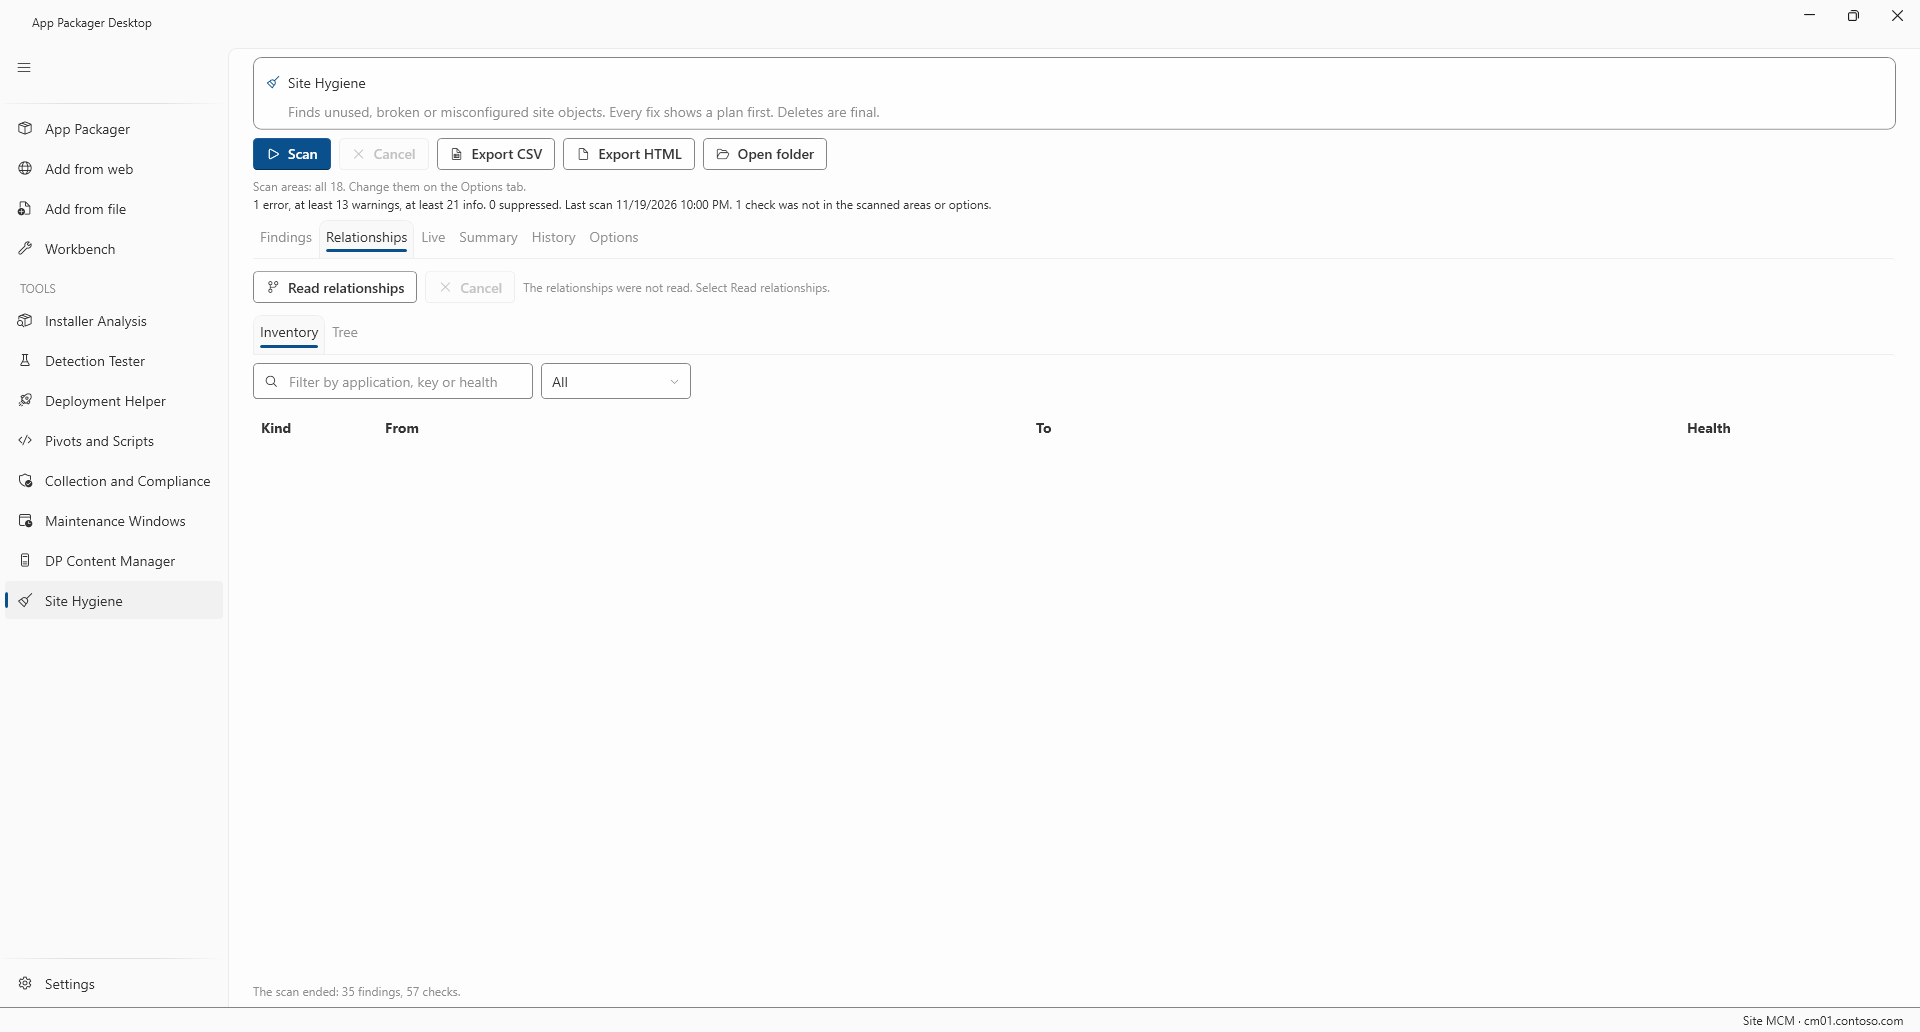 App Packager Desktop
App Packager
Add from web
Add from file
Workbench
TOOLS
Installer Analysis
Detection Tester
Deployment Helper
Pivots and Scripts
Collection and Compliance
Maintenance Windows
DP Content Manager
Site Hygiene
Settings
Site Hygiene
Finds unused, broken or misconfigured site objects. Every fix shows a plan first. Deletes are final.
Scan Cancel Export CSV Export HTML Open folder
Scan areas: all 18. Change them on the Options tab.
1 error, at least 13 warnings, at least 21 info. 0 suppressed. Last scan 11/19/2026 10:00 PM. 1 check was not in the scanned areas or options.
Findings Relationships Live Summary History Options
Read relationships Cancel The relationships were not read. Select Read relationships.
Inventory Tree
Filter by application, key or health All
Kind From To Health
The scan ended: 35 findings, 57 checks.
Site MCM · cm01.contoso.com